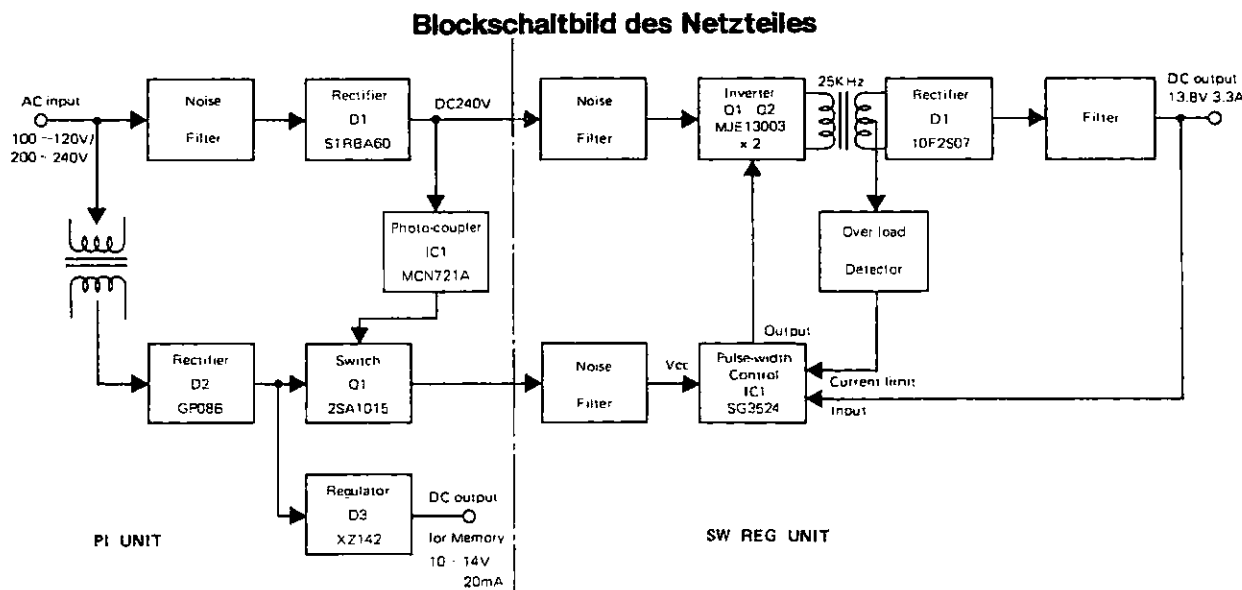 Blockschaltbild des Netzteiles
AC input
100 ~120V/
200 ~ 240V
Noise
Filter
Rectifier
D1
S1RBA60
DC240V
Noise
Filter
Inverter
Q1 Q2
MJE13003
x 2
25KHz
Rectifier
D1
10F2S07
Filter
DC output
13.8V 3.3A
Photo-coupler
IC1
MCN721A
Over load
Detector
Rectifier
D2
GP086
Switch
Q1
2SA1015
Noise
Filter
Vcc
Output
Pulse-width
Control
IC1
SG3524
Current limit
Input
Regulator
D3
XZ142
DC output
for Memory
10 - 14V
20mA
PI UNIT
SW REG UNIT